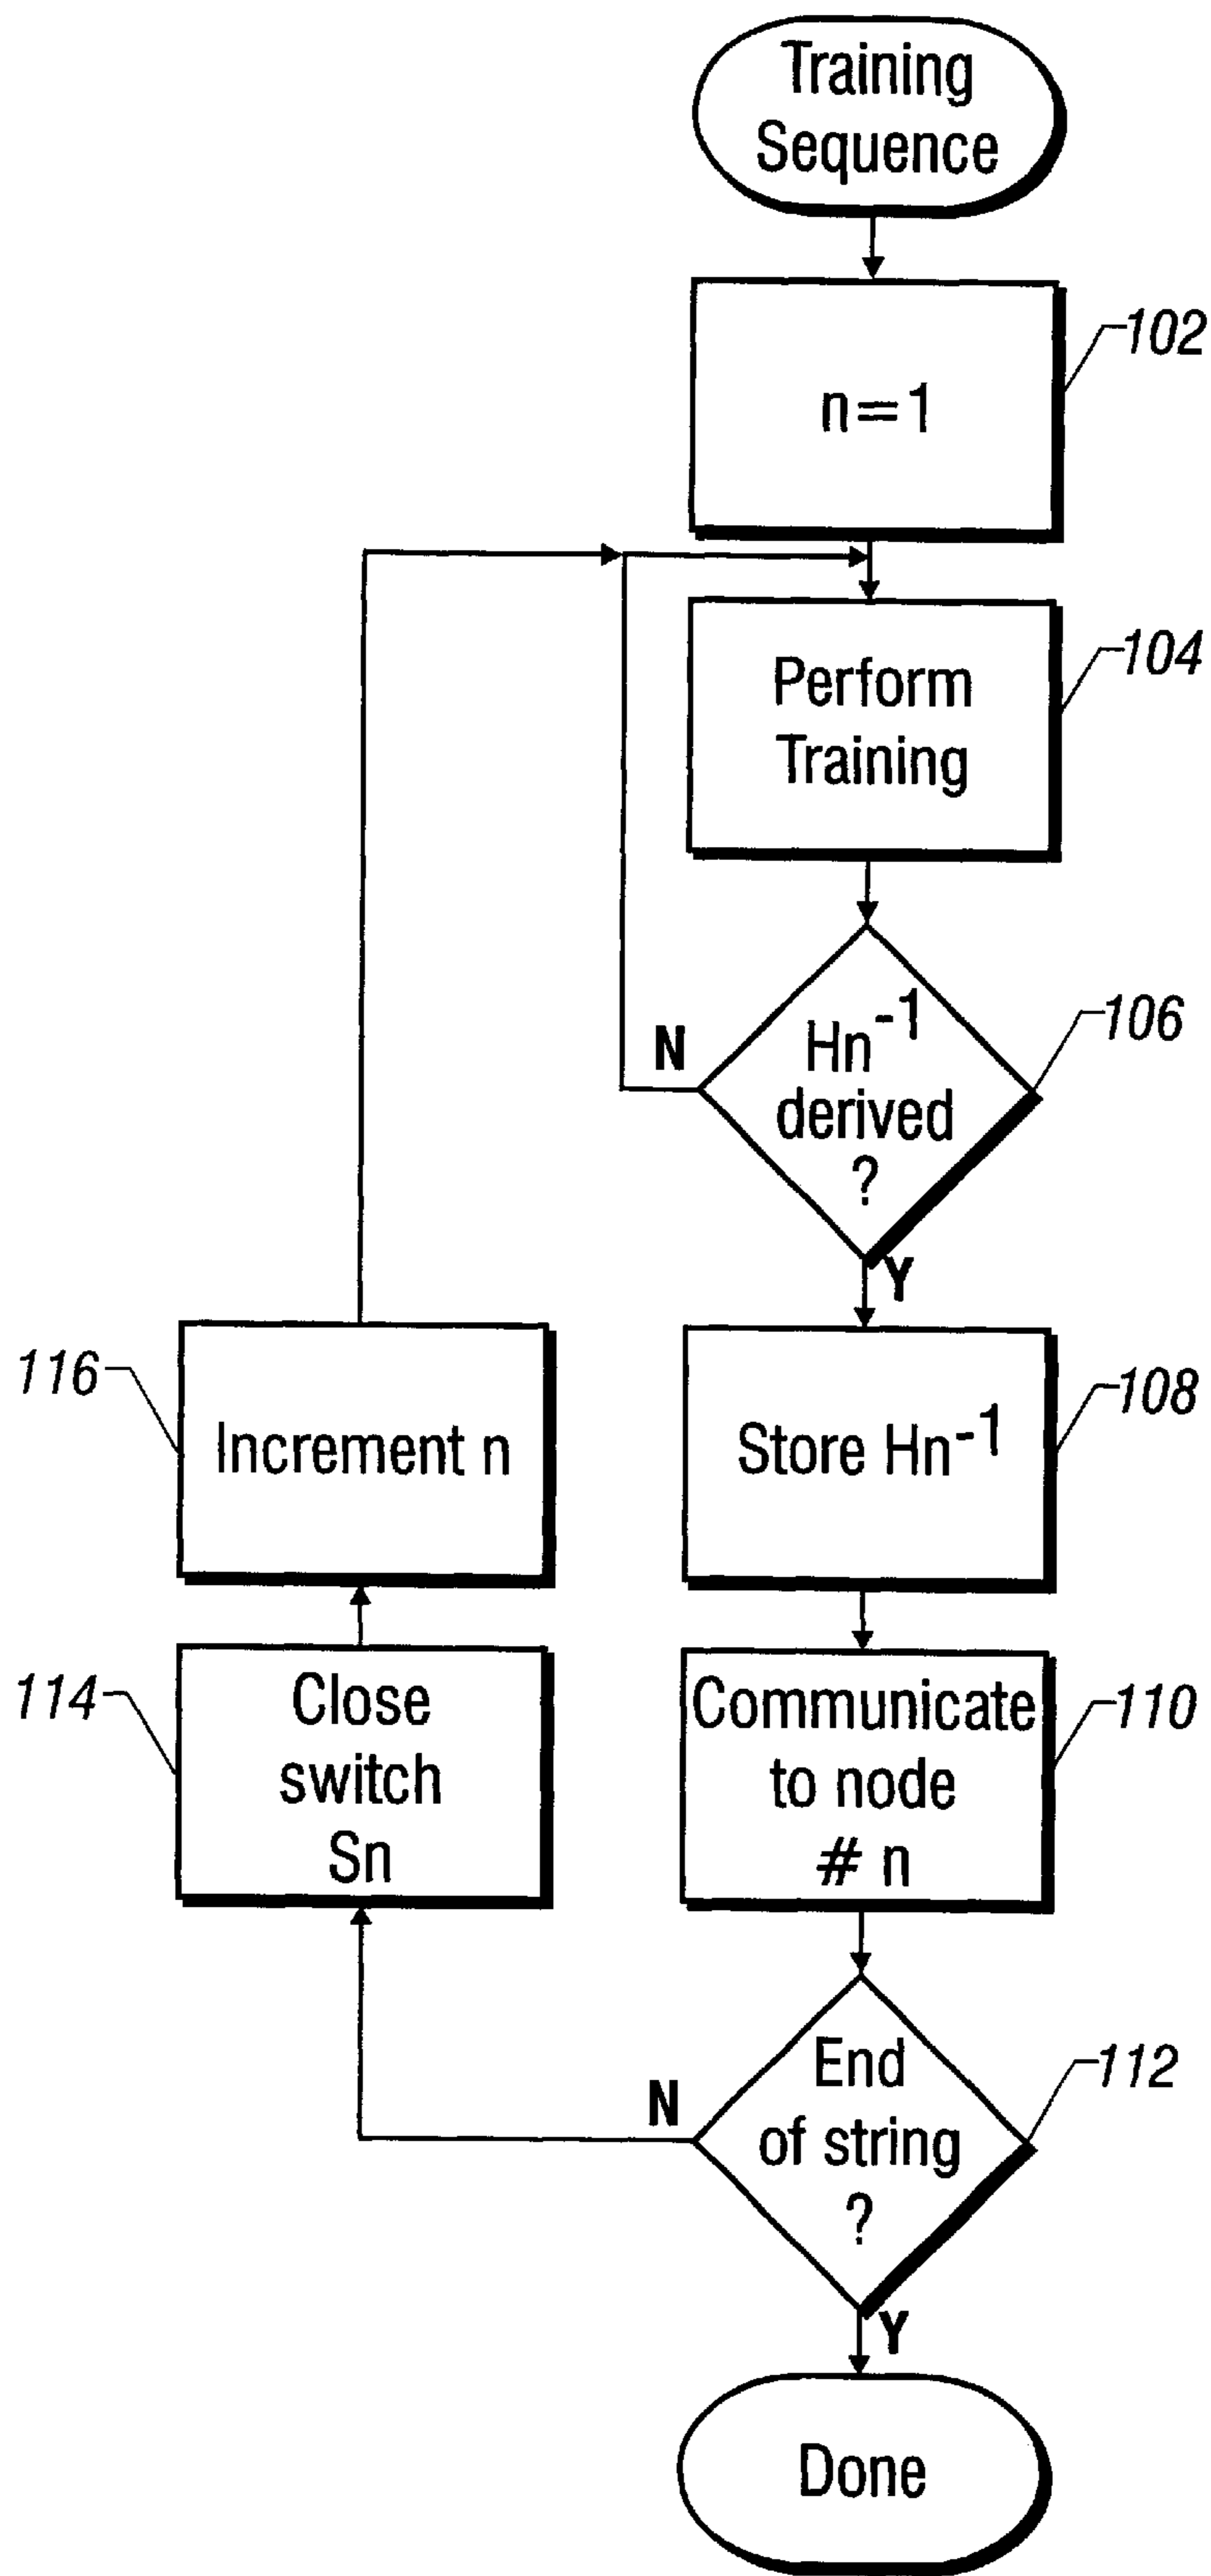 Training
Sequence
n=1
102
Perform
Training
104
Hn⁻¹
derived
?
106
N
Y
Store Hn⁻¹
108
Communicate
to node
# n
110
End
of string
?
112
N
Y
Close
switch
Sn
114
Increment n
116
Done